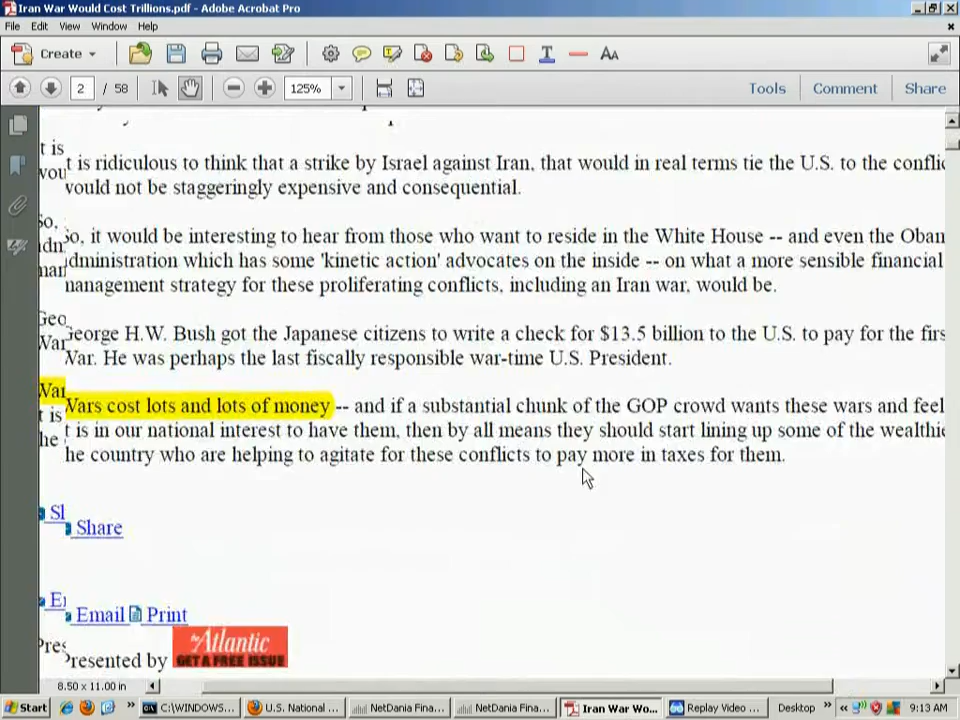 Iran War Would Cost Trillions.pdf - Adobe Acrobat Pro
File Edit View Window Help
Create
2 / 58 125% Tools Comment Share
t is ridiculous to think that a strike by Israel against Iran, that would in real terms tie the U.S. to the conflic
vould not be staggeringly expensive and consequential.
So, it would be interesting to hear from those who want to reside in the White House -- and even the Oban
dministration which has some 'kinetic action' advocates on the inside -- on what a more sensible financial
nanagement strategy for these proliferating conflicts, including an Iran war, would be.
George H.W. Bush got the Japanese citizens to write a check for $13.5 billion to the U.S. to pay for the firs
War. He was perhaps the last fiscally responsible war-time U.S. President.
Wars cost lots and lots of money -- and if a substantial chunk of the GOP crowd wants these wars and feel
t is in our national interest to have them, then by all means they should start lining up some of the wealthie
he country who are helping to agitate for these conflicts to pay more in taxes for them.
Share
Email Print
Presented by the Atlantic
GET A FREE ISSUE
8.50 x 11.00 in
Start C:\WINDOWS... U.S. National ... NetDania Fina... NetDania Fina... Iran War Wo... Replay Video ... Desktop 9:13 AM